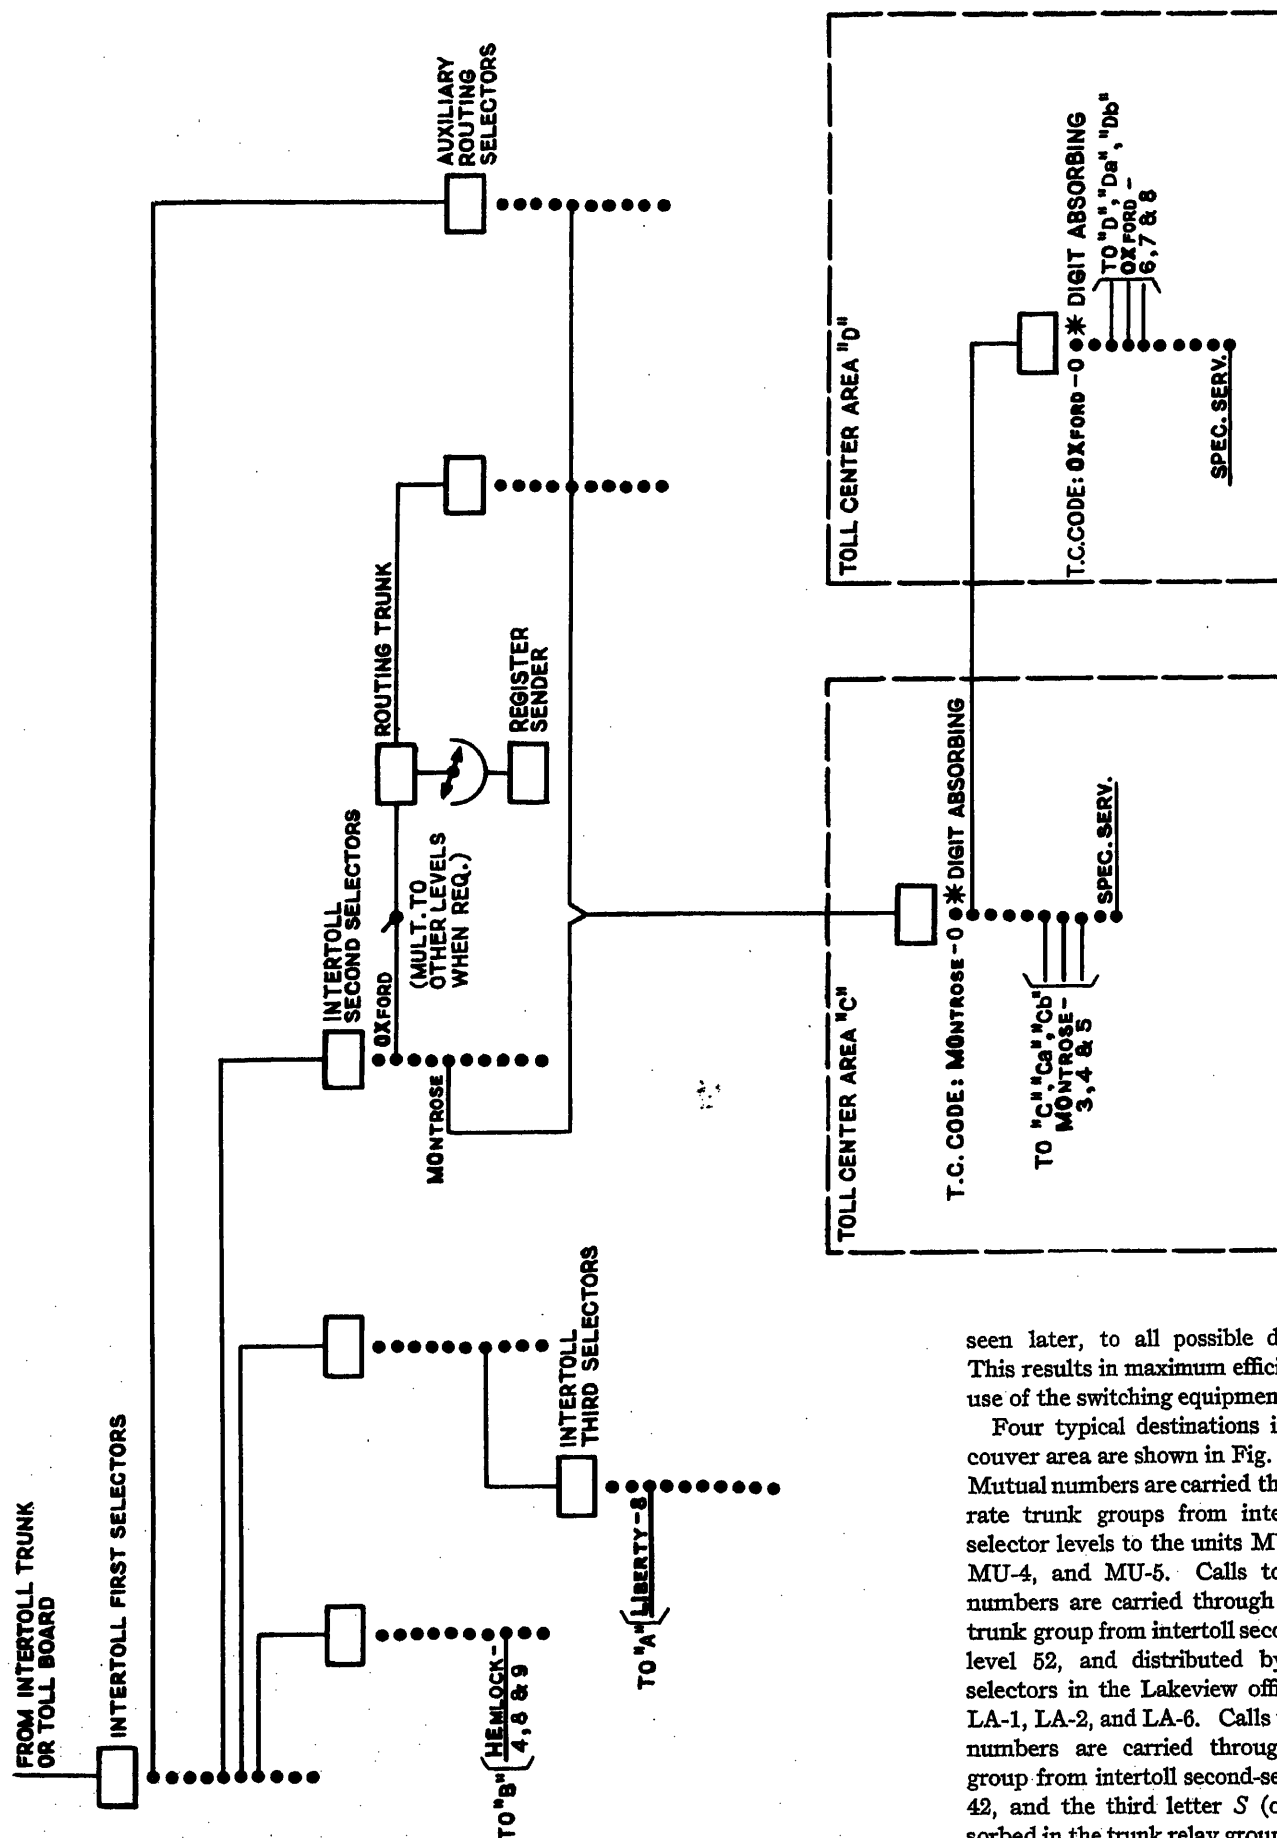 FROM INTERTOLL TRUNK
OR TOLL BOARD
INTERTOLL FIRST SELECTORS
TO "B"
HEMLOCK-
4,8 & 9
INTERTOLL
THIRD SELECTORS
TO "A"
LIBERTY-8
INTERTOLL
SECOND SELECTORS
OXFORD
(MULT. TO
OTHER LEVELS
WHEN REQ.)
MONTROSE
ROUTING TRUNK
REGISTER
SENDER
AUXILIARY
ROUTING
SELECTORS
TOLL CENTER AREA "C"
T.C. CODE: MONTROSE-0 * DIGIT ABSORBING
TO "C","Ca","Cb"
MONTROSE-
3,4 & 5
SPEC. SERV.
TOLL CENTER AREA "D"
T.C.CODE: OXFORD-0 * DIGIT ABSORBING
TO "D","Da","Db"
OXFORD-
6,7 & 8
SPEC. SERV.
seen later, to all possible d
This results in maximum effici
use of the switching equipmen
Four typical destinations i
couver area are shown in Fig.
Mutual numbers are carried th
rate trunk groups from inte
selector levels to the units M
MU-4, and MU-5. Calls to
numbers are carried through
trunk group from intertoll seco
level 52, and distributed by
selectors in the Lakeview offi
LA-1, LA-2, and LA-6. Calls
numbers are carried throug
group from intertoll second-se
42, and the third letter S (
sorbed in the trunk relay group